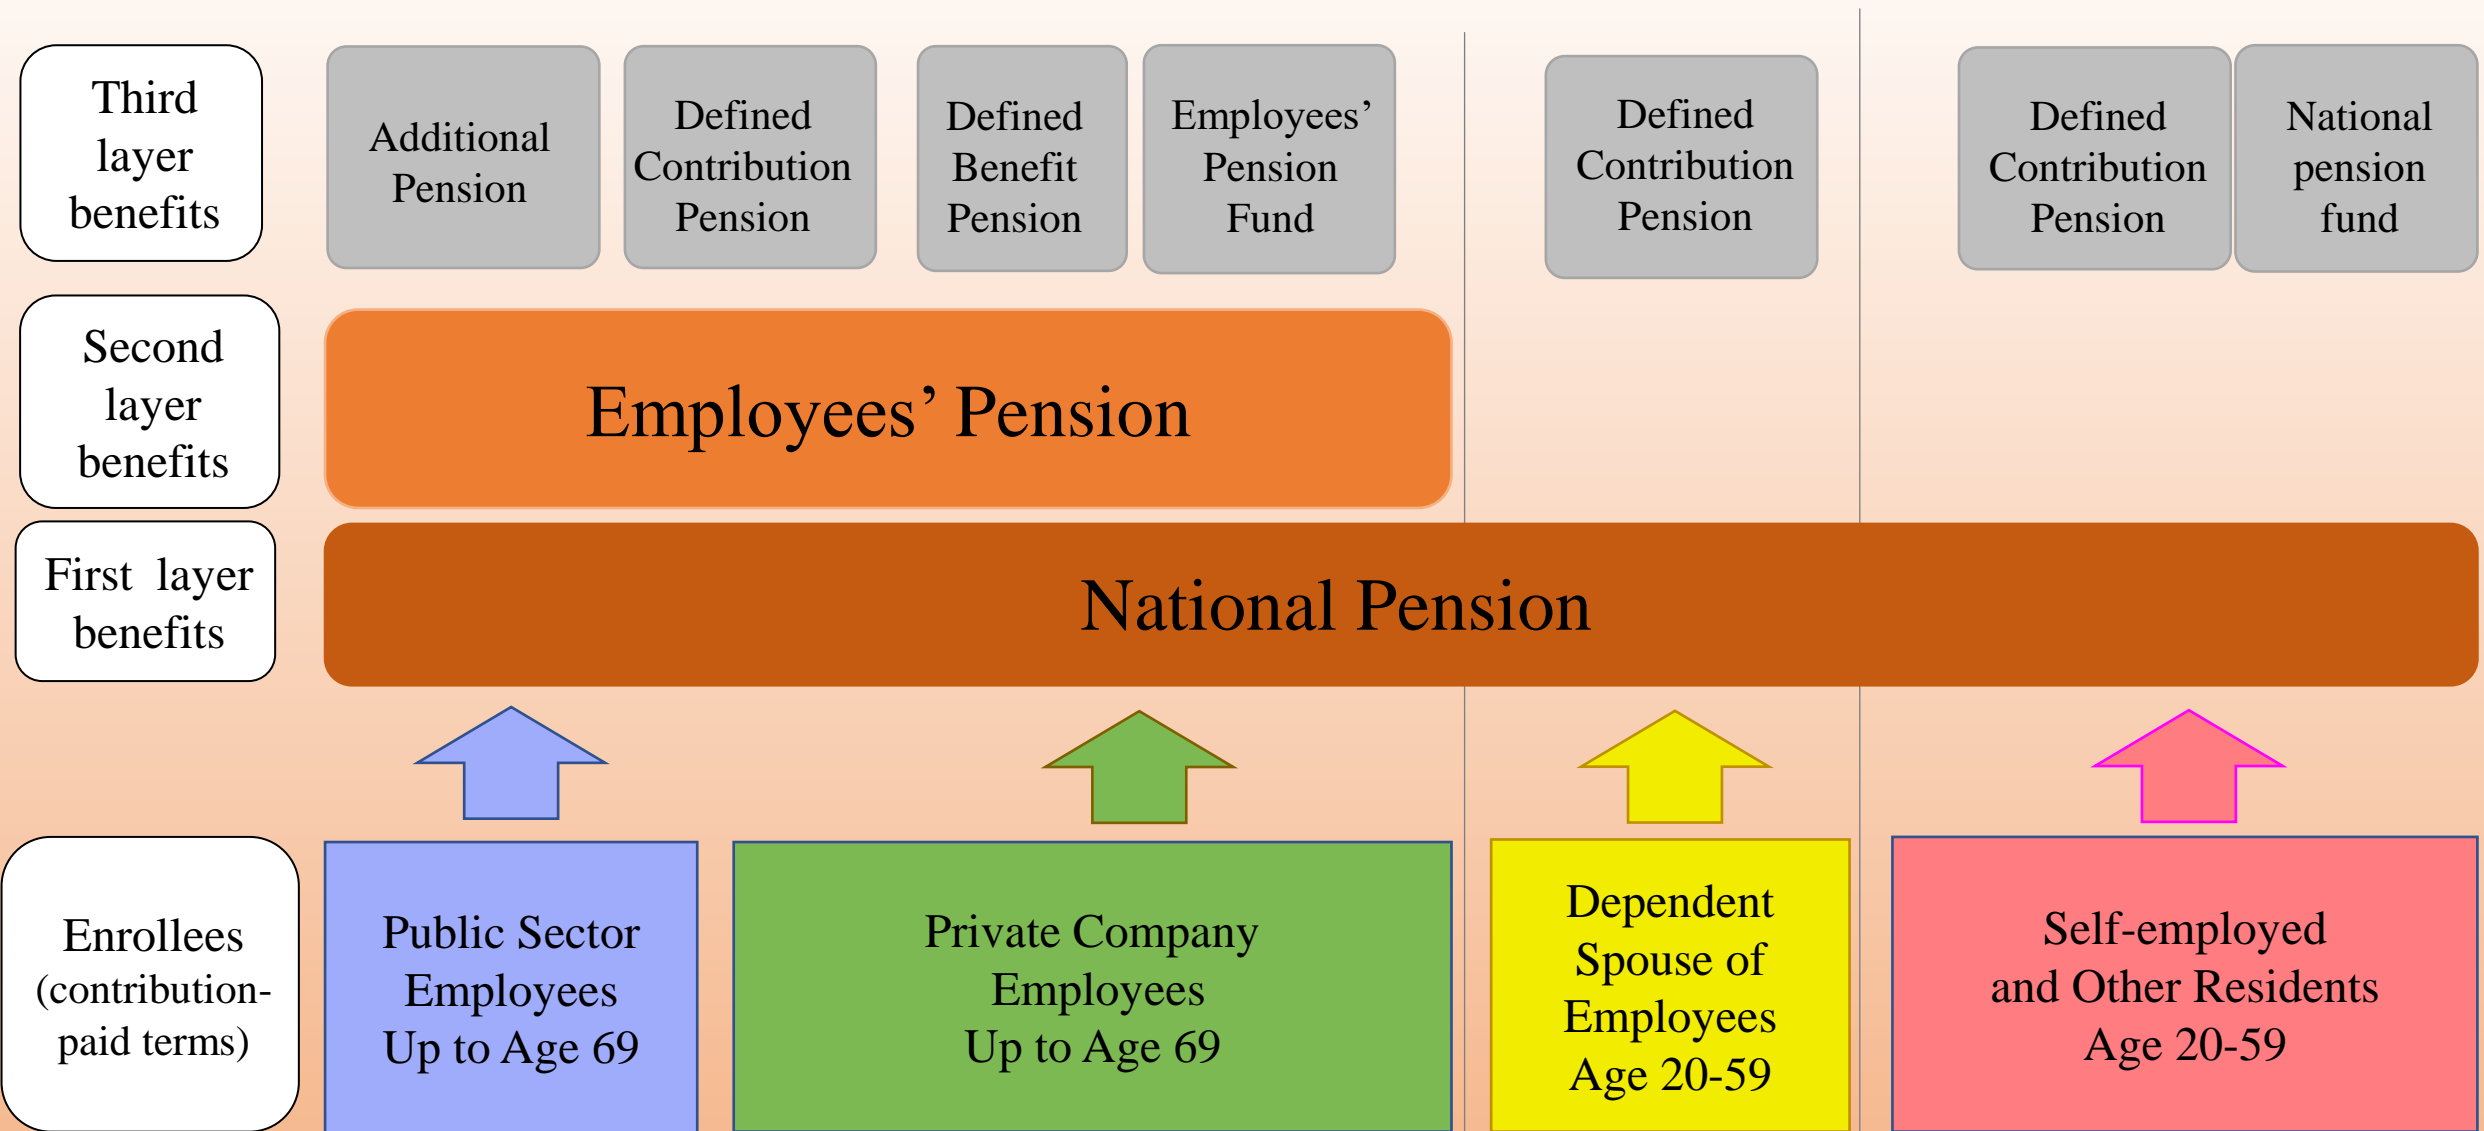 Third
layer
benefits
Additional
Pension
Defined
Contribution
Pension
Defined
Benefit
Pension
Employees’
Pension
Fund
Defined
Contribution
Pension
Defined
Contribution
Pension
National
pension
fund
Second
layer
benefits
Employees’ Pension
First layer
benefits
National Pension
Enrollees
(contribution-
paid terms)
Public Sector
Employees
Up to Age 69
Private Company
Employees
Up to Age 69
Dependent
Spouse of
Employees
Age 20-59
Self-employed
and Other Residents
Age 20-59